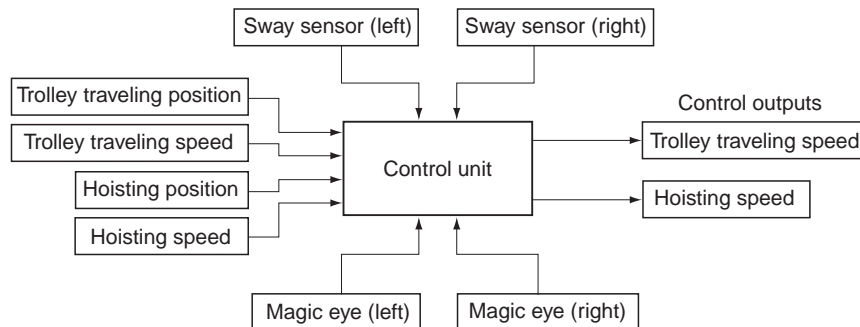 Sway sensor (left)
Sway sensor (right)
Trolley traveling position
Trolley traveling speed
Hoisting position
Hoisting speed
Control unit
Control outputs
Trolley traveling speed
Hoisting speed
Magic eye (left)
Magic eye (right)